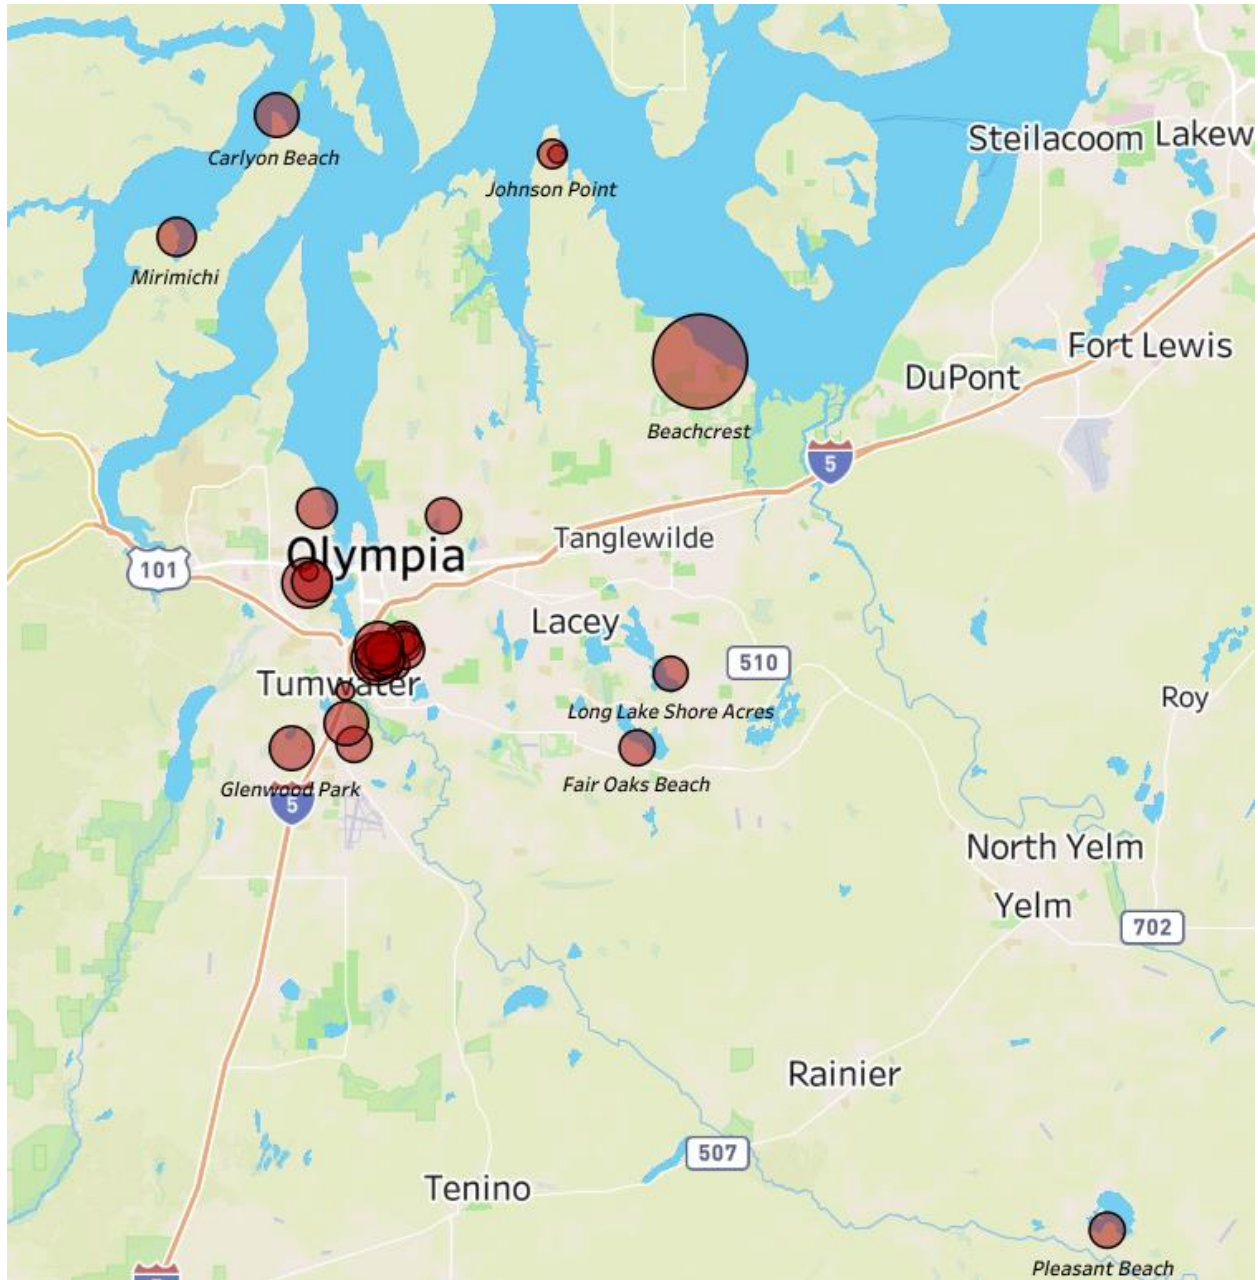 Carlyon Beach
Steilacoom
Lakew
Johnson Point
Mirimichi
Fort Lewis
DuPont
Beachcrest
5
Tanglewilde
Olympia
101
Lacey
510
Tumwater
Roy
Long Lake Shore Acres
Fair Oaks Beach
Glenwood Park
5
North Yelm
Yelm
702
Rainier
507
Tenino
Pleasant Beach